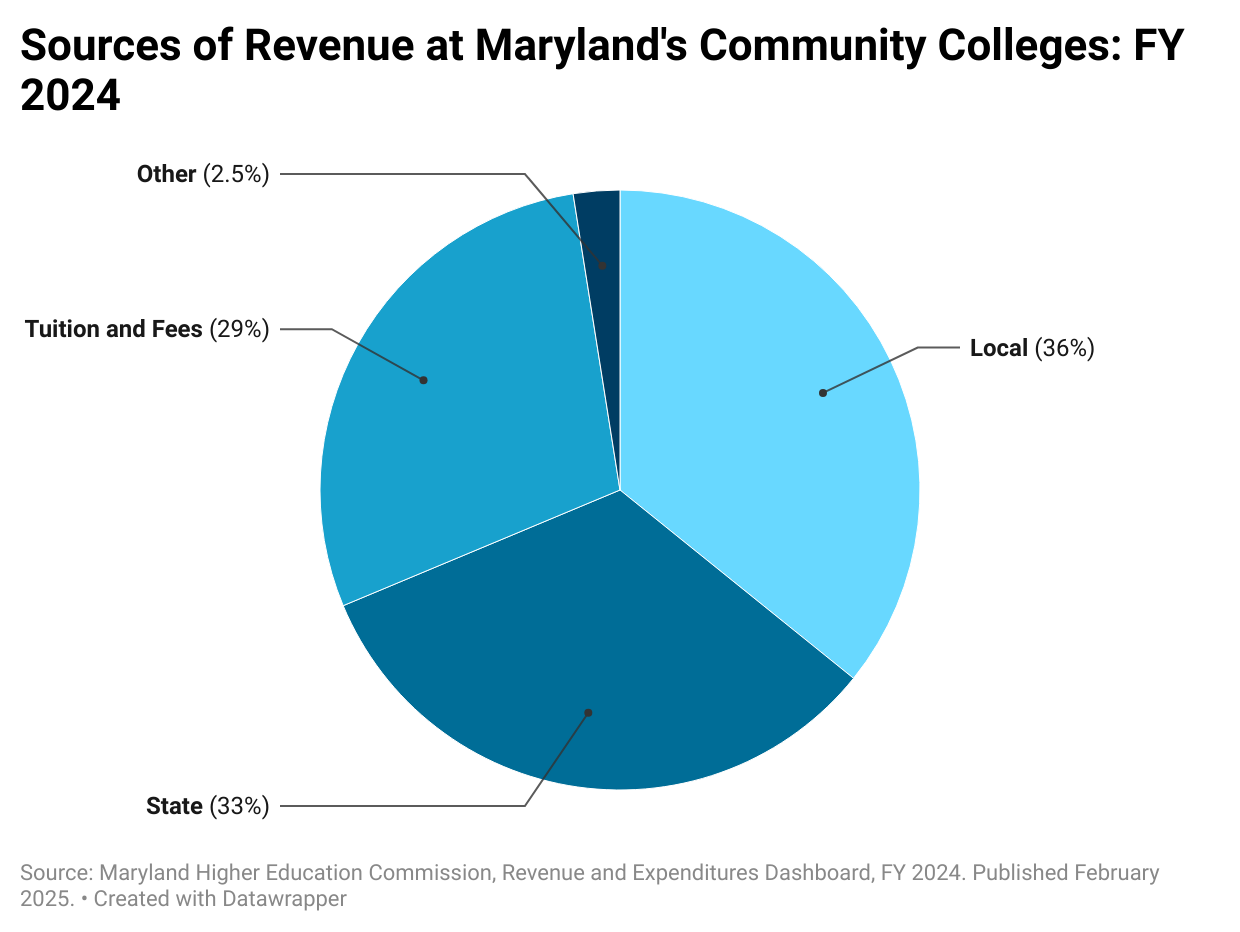 Sources of Revenue at Maryland's Community Colleges: FY
2024
Other (2.5%)
Tuition and Fees (29%)
Local (36%)
State (33%)
Source: Maryland Higher Education Commission, Revenue and Expenditures Dashboard, FY 2024. Published February
2025. • Created with Datawrapper